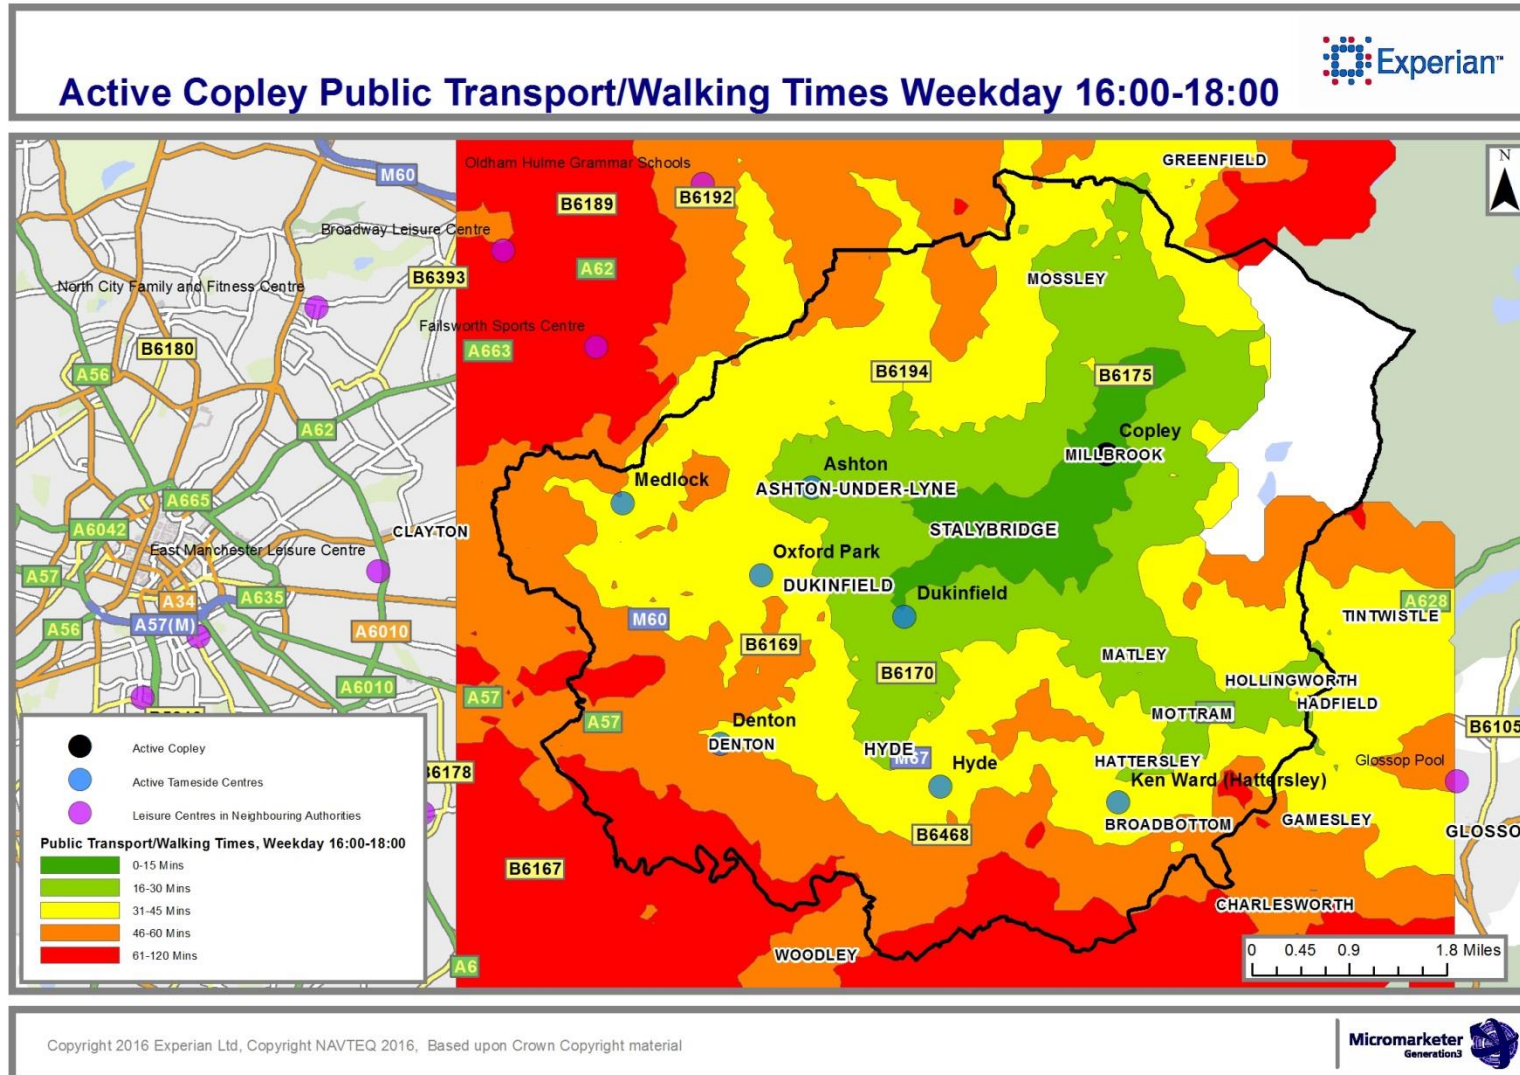 Active Copley Public Transport/Walking Times Weekday 16:00-18:00
Experian™
GREENFIELD
N
Oldham Hulme Grammar Schools
M60
B6189
B6192
Broadway Leisure Centre
A62
B6393
MOSSLEY
North City Family and Fitness Centre
Failsworth Sports Centre
B6180
A663
A56
B6194
B6175
A62
Copley
MILLBROOK
Ashton
Medlock
ASHTON-UNDER-LYNE
A665
A6042
CLAYTON
STALYBRIDGE
East Manchester Leisure Centre
Oxford Park
A57
DUKINFIELD
Dukinfield
A635
A34
A628
TINTWISTLE
A57(M)
M60
A56
A6010
B6169
MATLEY
B6170
HOLLINGWORTH
A6010
A57
HADFIELD
MOTTRAM
A57
Denton
DENTON
B6105
HYDE
M67
HATTERSLEY
Glossop Pool
Hyde
B6178
Ken Ward (Hattersley)
BROADBOTTOM
GAMESLEY
B6468
GLOSSO
B6167
CHARLESWORTH
WOODLEY
A6
Active Copley
Active Tameside Centres
Leisure Centres in Neighbouring Authorities
Public Transport/Walking Times, Weekday 16:00-18:00
0-15 Mins
16-30 Mins
31-45 Mins
46-60 Mins
61-120 Mins
0 0.45 0.9 1.8 Miles
Copyright 2016 Experian Ltd, Copyright NAVTEQ 2016, Based upon Crown Copyright material
Micromarketer
Generation3